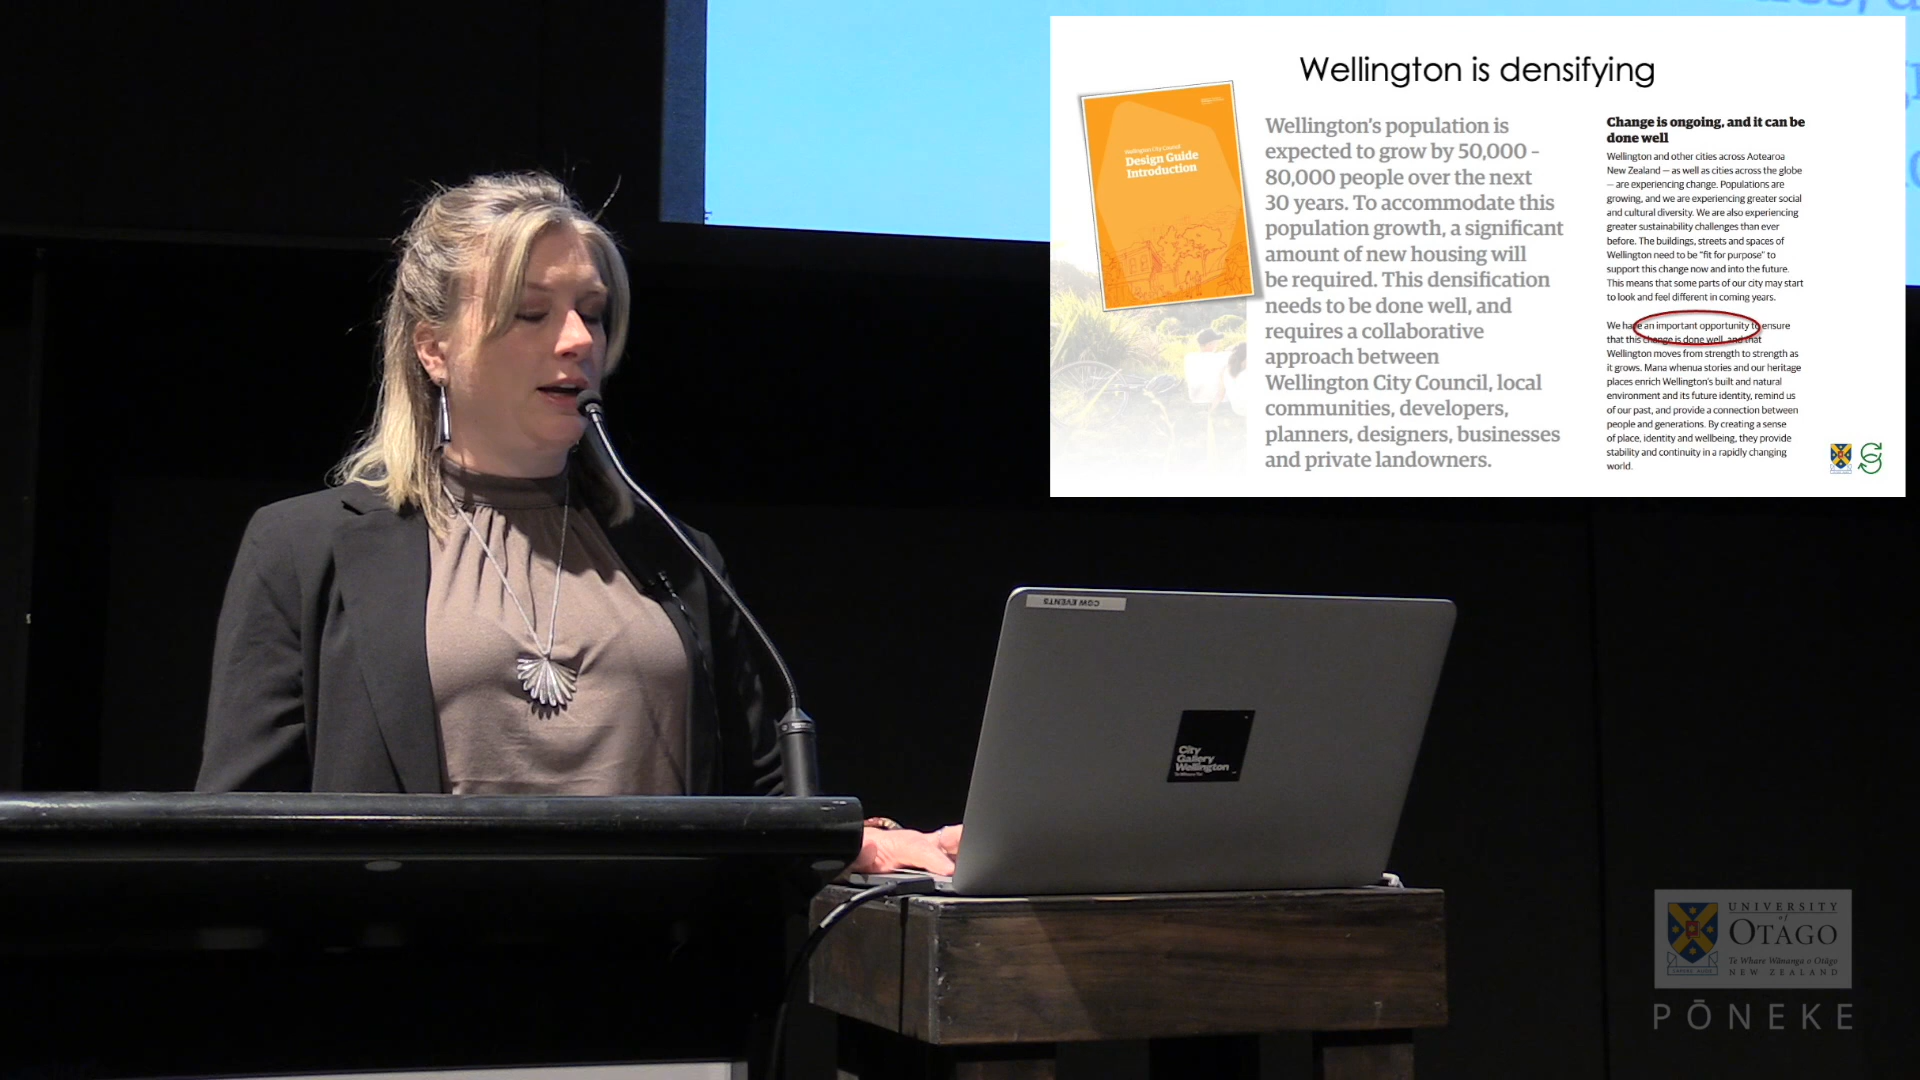 Wellington is densifying
Wellington City Council
Design Guide
Introduction
Wellington's population is
expected to grow by 50,000 -
80,000 people over the next
30 years. To accommodate this
population growth, a significant
amount of new housing will
be required. This densification
needs to be done well, and
requires a collaborative
approach between
Wellington City Council, local
communities, developers,
planners, designers, businesses
and private landowners.
Change is ongoing, and it can be
done well
Wellington and other cities across Aotearoa
New Zealand — as well as cities across the globe
— are experiencing change. Populations are
growing, and we are experiencing greater social
and cultural diversity. We are also experiencing
greater sustainability challenges than ever
before. The buildings, streets and spaces of
Wellington need to be "fit for purpose" to
support this change now and into the future.
This means that some parts of our city may start
to look and feel different in coming years.
We have an important opportunity to ensure
that this change is done well, and that
Wellington moves from strength to strength as
it grows. Mana whenua stories and our heritage
places enrich Wellington's built and natural
environment and its future identity, remind us
of our past, and provide a connection between
people and generations. By creating a sense
of place, identity and wellbeing, they provide
stability and continuity in a rapidly changing
world.
CGW EVENTS
City
Gallery
Wellington
Te Whare Toi
UNIVERSITY
of
OTAGO
Te Whare Wānanga o Otāgo
NEW ZEALAND
PŌNEKE